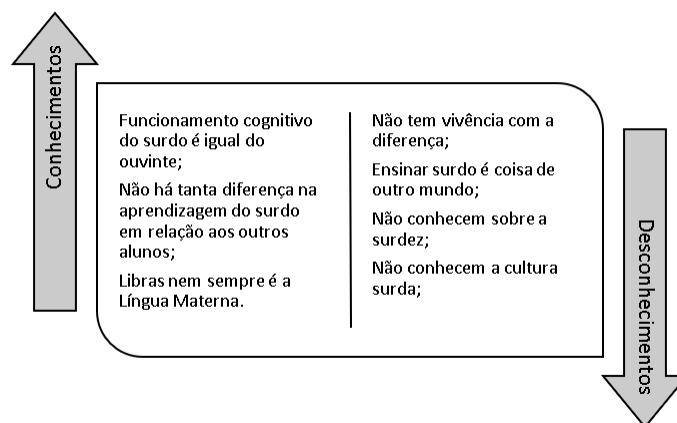 Conhecimentos
Funcionamento cognitivo
do surdo é igual do
ouvinte;
Não há tanta diferença na
aprendizagem do surdo
em relação aos outros
alunos;
Libras nem sempre é a
Língua Materna.
Não tem vivência com a
diferença;
Ensinar surdo é coisa de
outro mundo;
Não conhecem sobre a
surdez;
Não conhecem a cultura
surda;
Desconhecimentos